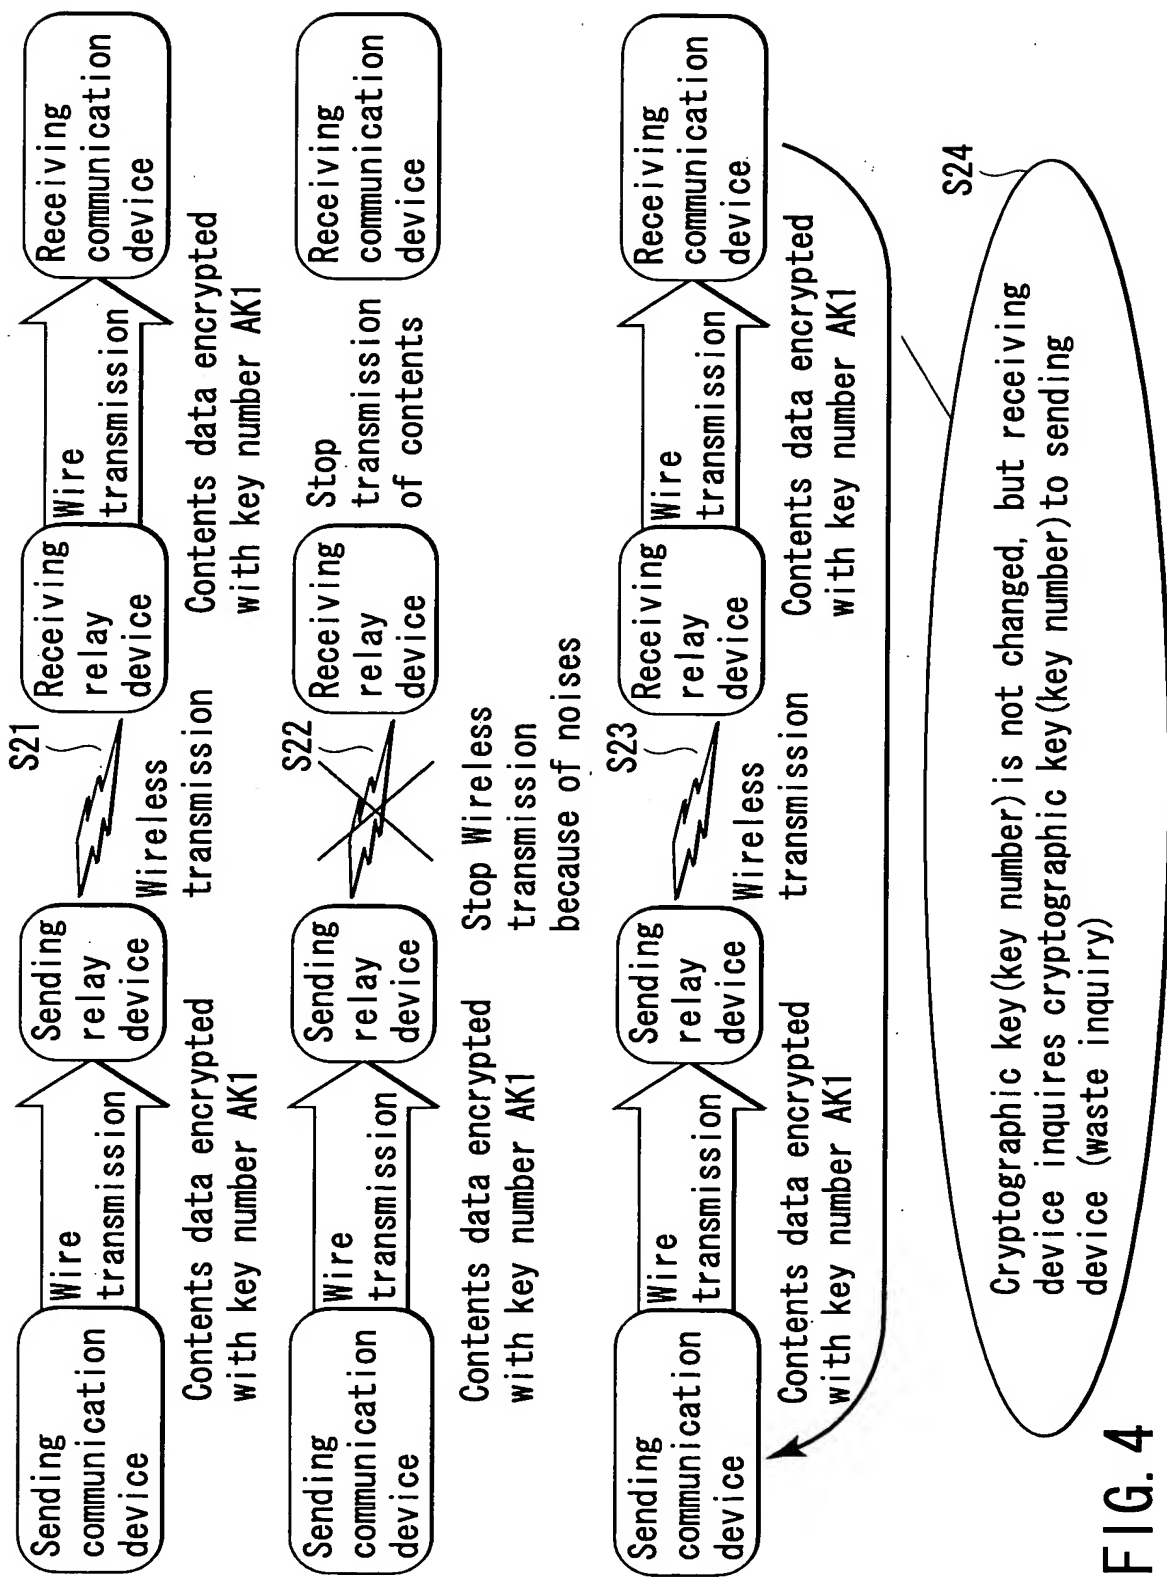 Sending
communication
device
Wire
transmission
Contents data encrypted
with key number AK1
Sending
relay
device
S21
Wireless
transmission
Receiving
relay
device
Wire
transmission
Contents data encrypted
with key number AK1
Receiving
communication
device
Sending
communication
device
Wire
transmission
Contents data encrypted
with key number AK1
Sending
relay
device
S22
Stop Wireless
transmission
because of noises
Receiving
relay
device
Stop
transmission
of contents
Receiving
communication
device
Sending
communication
device
Wire
transmission
Contents data encrypted
with key number AK1
Sending
relay
device
S23
Wireless
transmission
Receiving
relay
device
Wire
transmission
Contents data encrypted
with key number AK1
Receiving
communication
device
S24
Cryptographic key(key number) is not changed, but receiving
device inquires cryptographic key(key number) to sending
device (waste inquiry)
FIG. 4